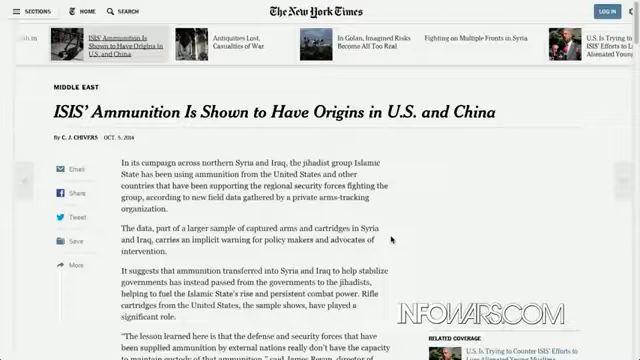 SECTIONS
HOME
SEARCH
The New York Times
LOG IN
ISIS' Ammunition Is
Shown to Have Origins in
U.S. and China
Antiquities Lost,
Casualties of War
In Golan, Imagined Risks
Become All Too Real
Fighting on Multiple Fronts in Syria
U.S. Is Trying to
ISIS' Efforts to L
Alienated Young
MIDDLE EAST
ISIS' Ammunition Is Shown to Have Origins in U.S. and China
By C. J. CHIVERS OCT. 5, 2014
Email
Share
Tweet
Save
More
In its campaign across northern Syria and Iraq, the jihadist group Islamic
State has been using ammunition from the United States and other
countries that have been supporting the regional security forces fighting the
group, according to new field data gathered by a private arms-tracking
organization.
The data, part of a larger sample of captured arms and cartridges in Syria
and Iraq, carries an implicit warning for policy makers and advocates of
intervention.
It suggests that ammunition transferred into Syria and Iraq to help stabilize
governments has instead passed from the governments to the jihadists,
helping to fuel the Islamic State's rise and persistent combat power. Rifle
cartridges from the United States, the sample shows, have played a
significant role.
"The lesson learned here is that the defense and security forces that have
been supplied ammunition by external nations really don't have the capacity
INFOWARS.COM
RELATED COVERAGE
U.S. Is Trying to Counter ISIS' Efforts to